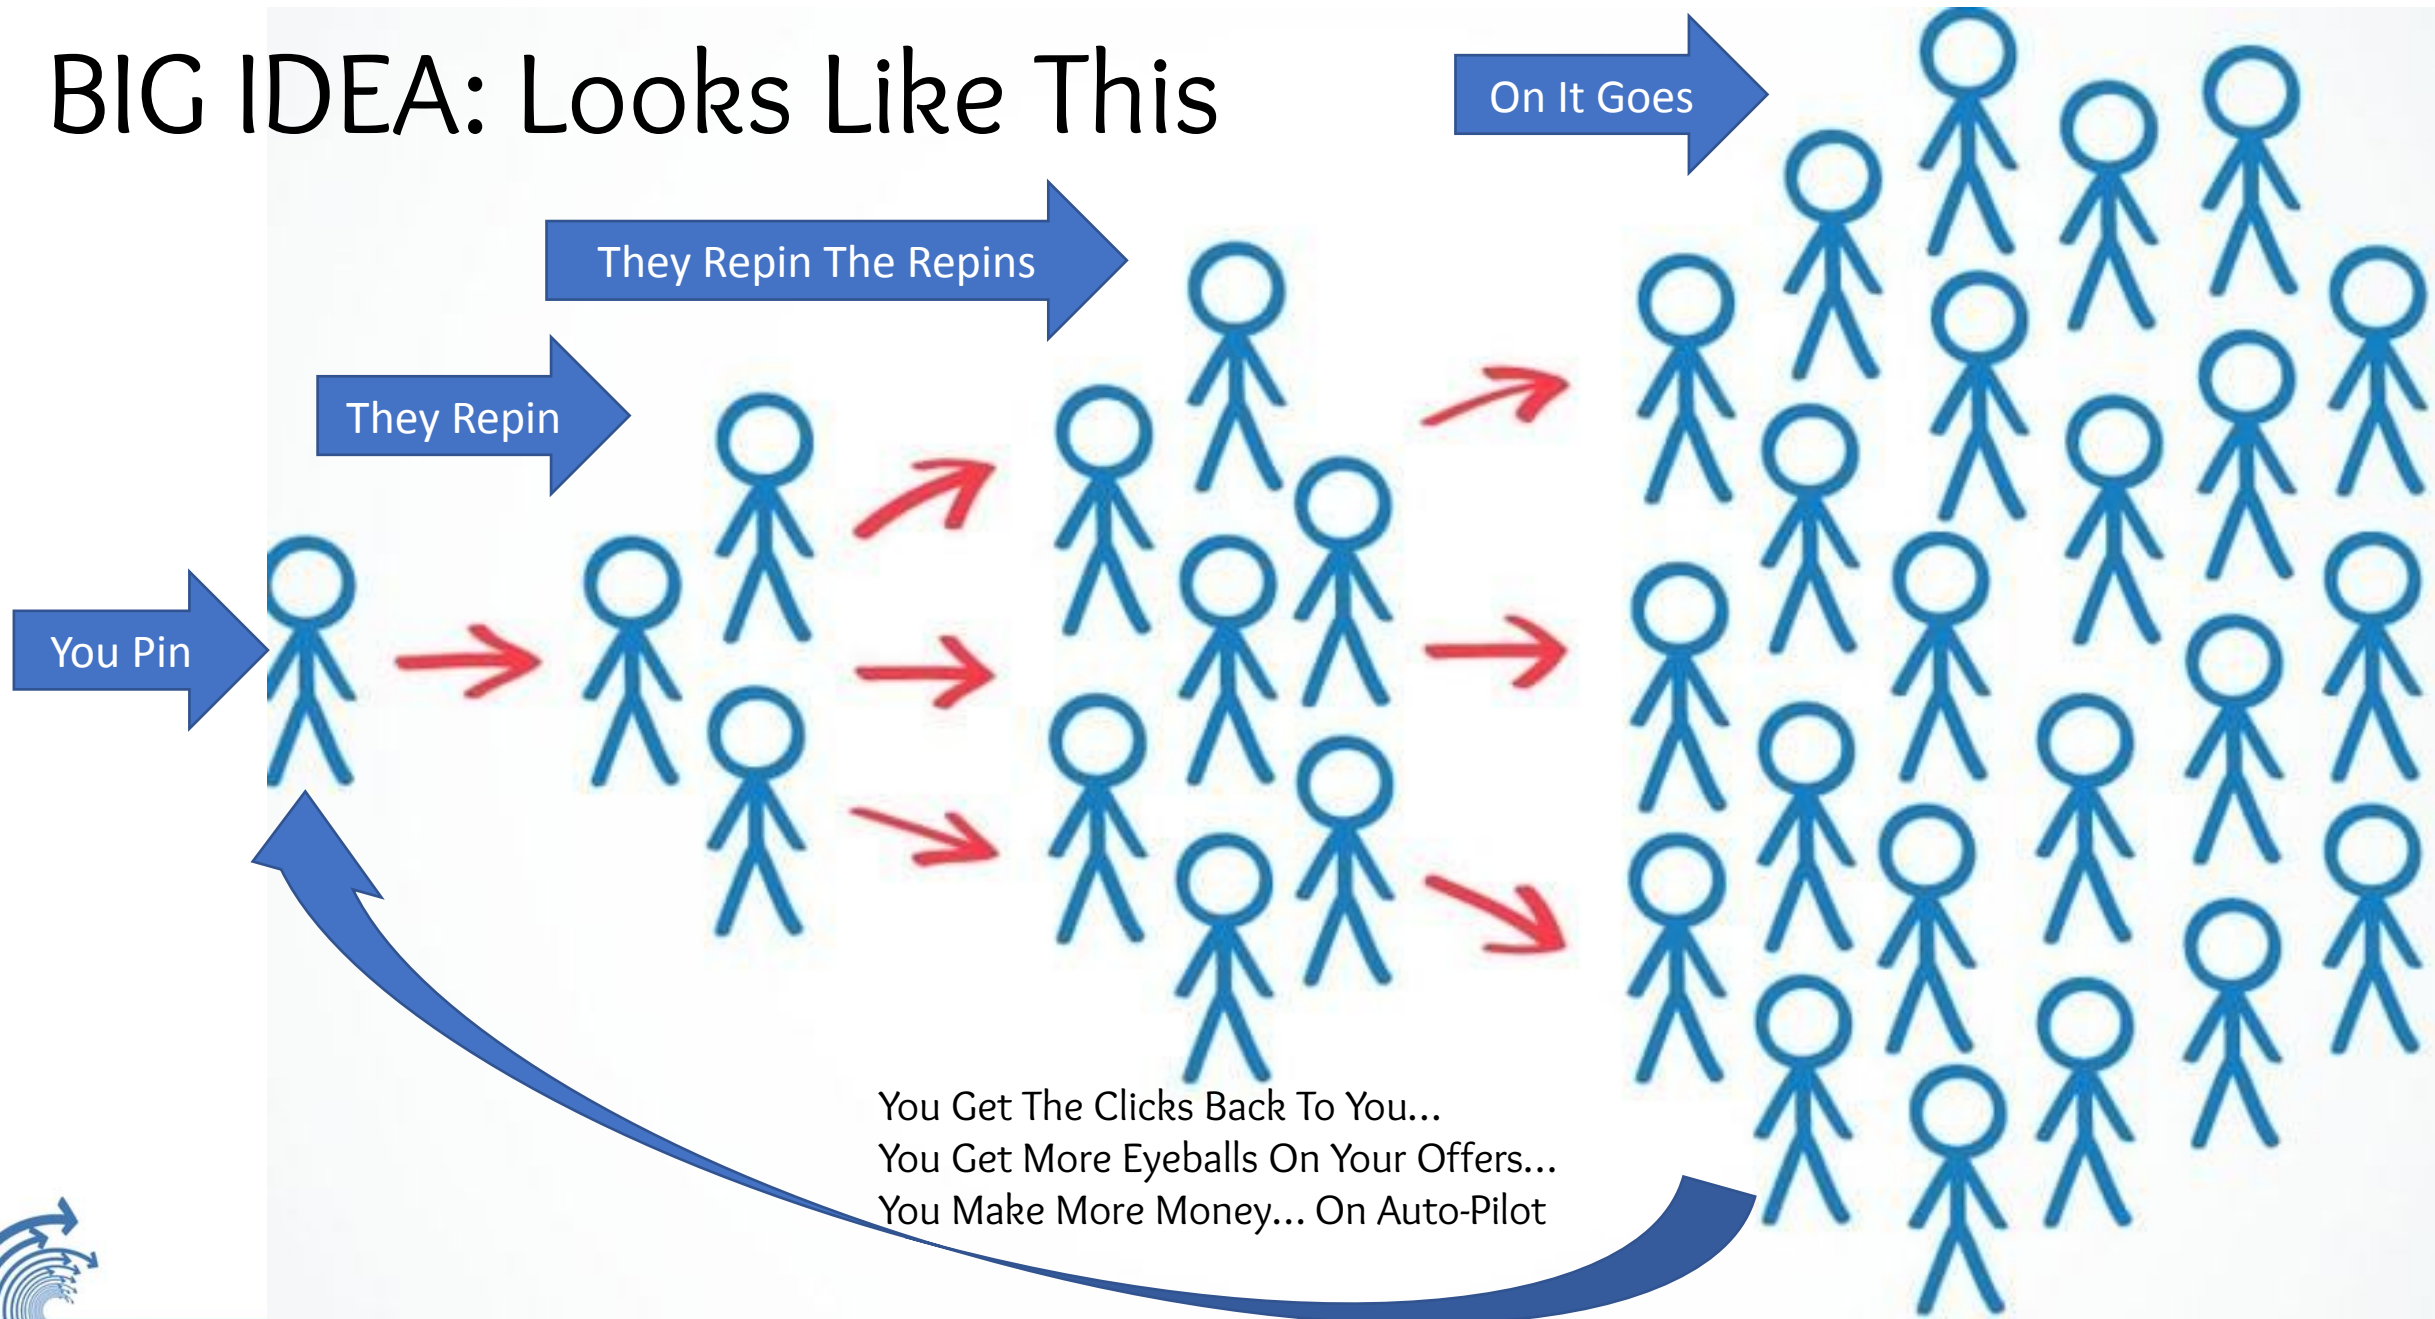 BIG IDEA: Looks Like This
On It Goes
They Repin The Repins
They Repin
You Pin
You Get The Clicks Back To You...
You Get More Eyeballs On Your Offers...
You Make More Money... On Auto-Pilot